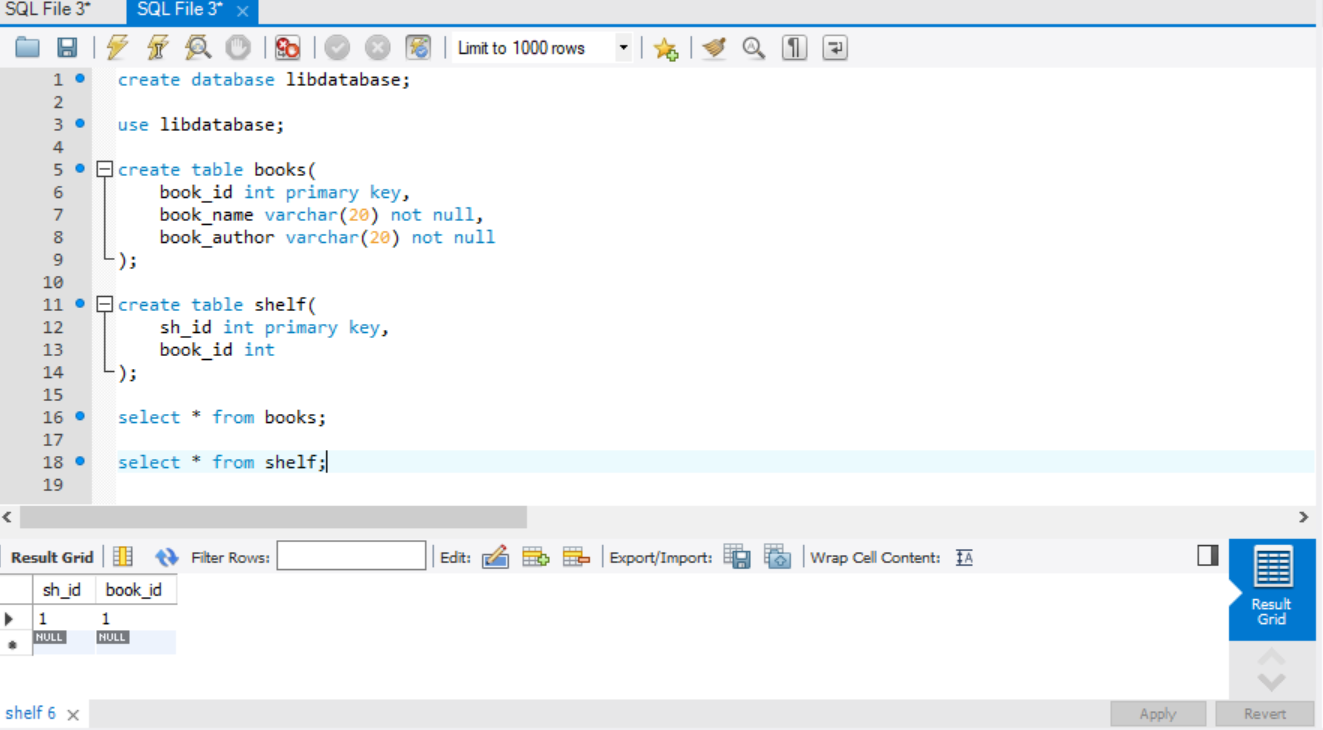 SQL File 3* SQL File 3* ×
Limit to 1000 rows
1 create database libdatabase;
2
3 use libdatabase;
4
5 create table books(
6 book_id int primary key,
7 book_name varchar(20) not null,
8 book_author varchar(20) not null
9 );
10
11 create table shelf(
12 sh_id int primary key,
13 book_id int
14 );
15
16 select * from books;
17
18 select * from shelf;
19
Result Grid Filter Rows: Edit: Export/Import: Wrap Cell Content:
sh_id book_id
1 1
NULL NULL
Result
Grid
shelf 6 × Apply Revert